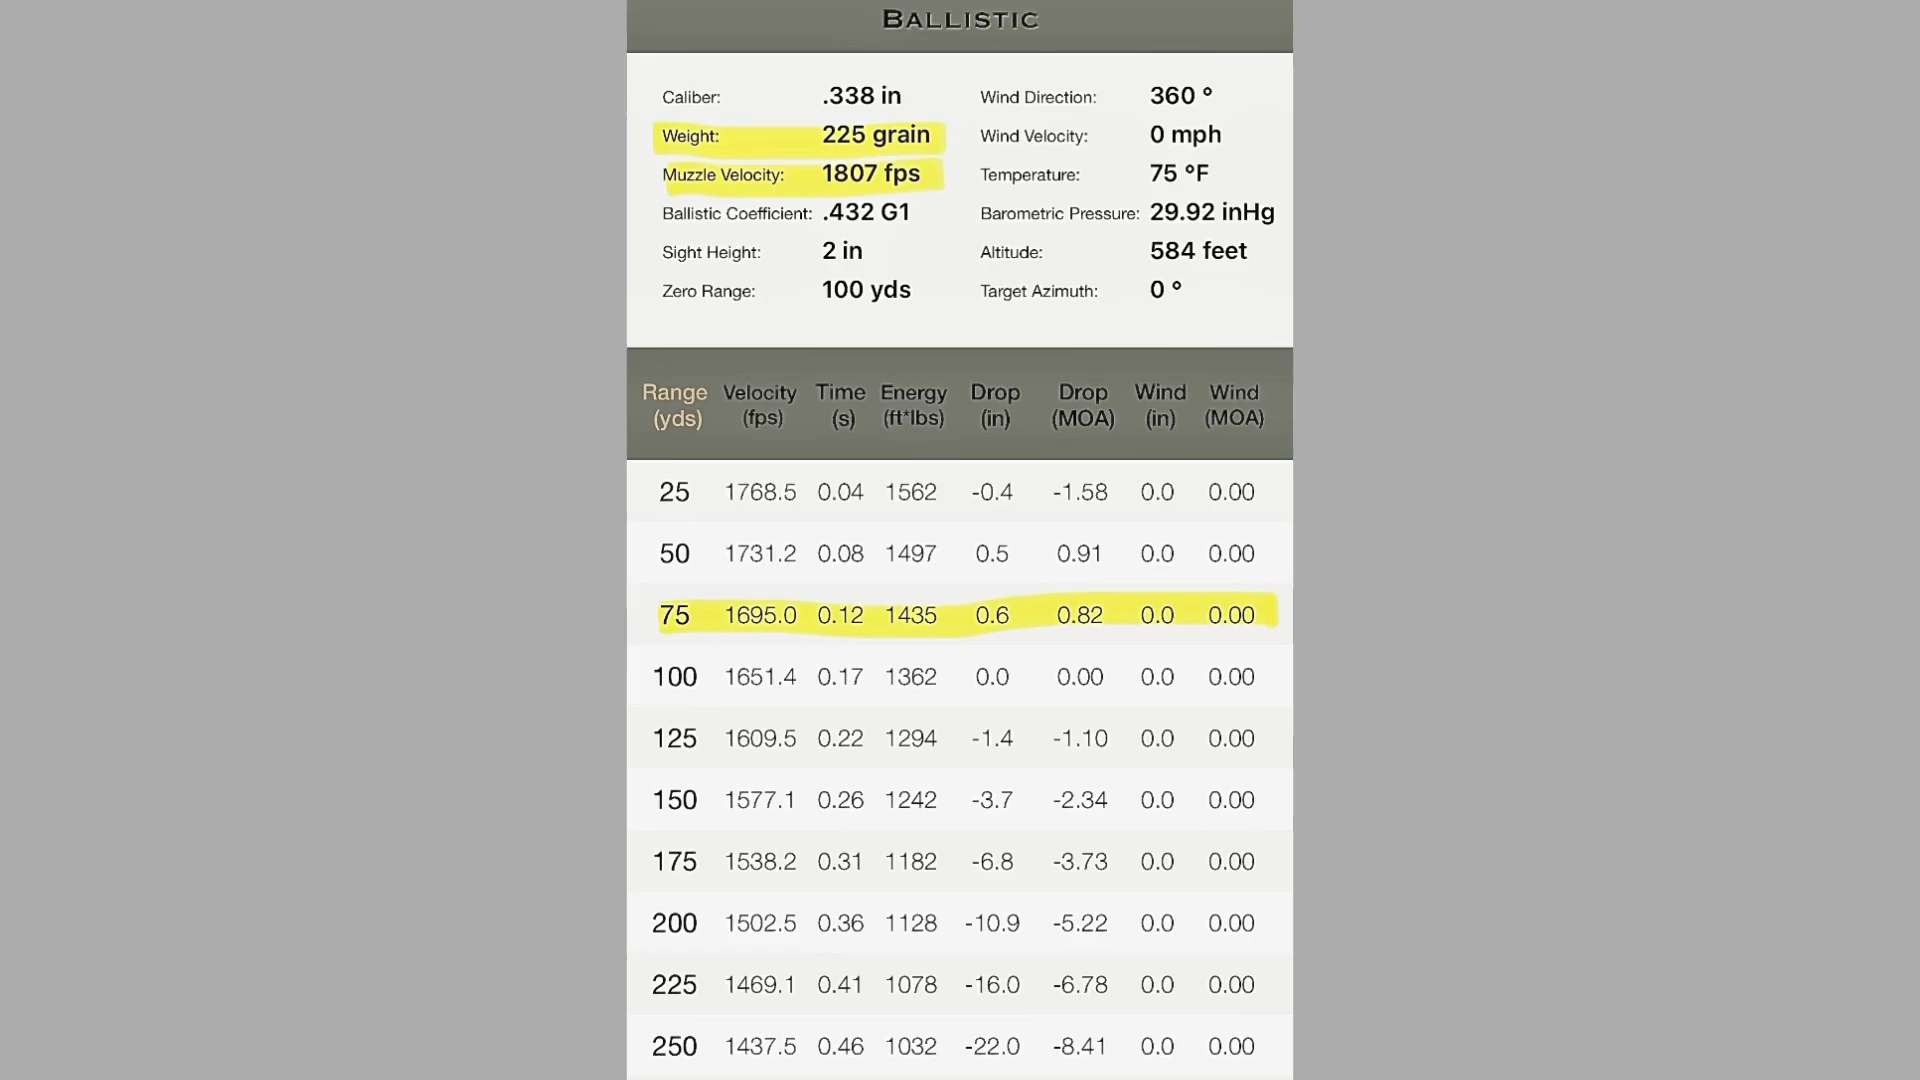 BALLISTIC
Caliber: .338 in Wind Direction: 360 °
Weight: 225 grain Wind Velocity: 0 mph
Muzzle Velocity: 1807 fps Temperature: 75 °F
Ballistic Coefficient: .432 G1 Barometric Pressure: 29.92 inHg
Sight Height: 2 in Altitude: 584 feet
Zero Range: 100 yds Target Azimuth: 0 °
Range Velocity Time Energy Drop Drop Wind Wind
(yds) (fps) (s) (ft*lbs) (in) (MOA) (in) (MOA)
25 1768.5 0.04 1562 -0.4 -1.58 0.0 0.00
50 1731.2 0.08 1497 0.5 0.91 0.0 0.00
75 1695.0 0.12 1435 0.6 0.82 0.0 0.00
100 1651.4 0.17 1362 0.0 0.00 0.0 0.00
125 1609.5 0.22 1294 -1.4 -1.10 0.0 0.00
150 1577.1 0.26 1242 -3.7 -2.34 0.0 0.00
175 1538.2 0.31 1182 -6.8 -3.73 0.0 0.00
200 1502.5 0.36 1128 -10.9 -5.22 0.0 0.00
225 1469.1 0.41 1078 -16.0 -6.78 0.0 0.00
250 1437.5 0.46 1032 -22.0 -8.41 0.0 0.00